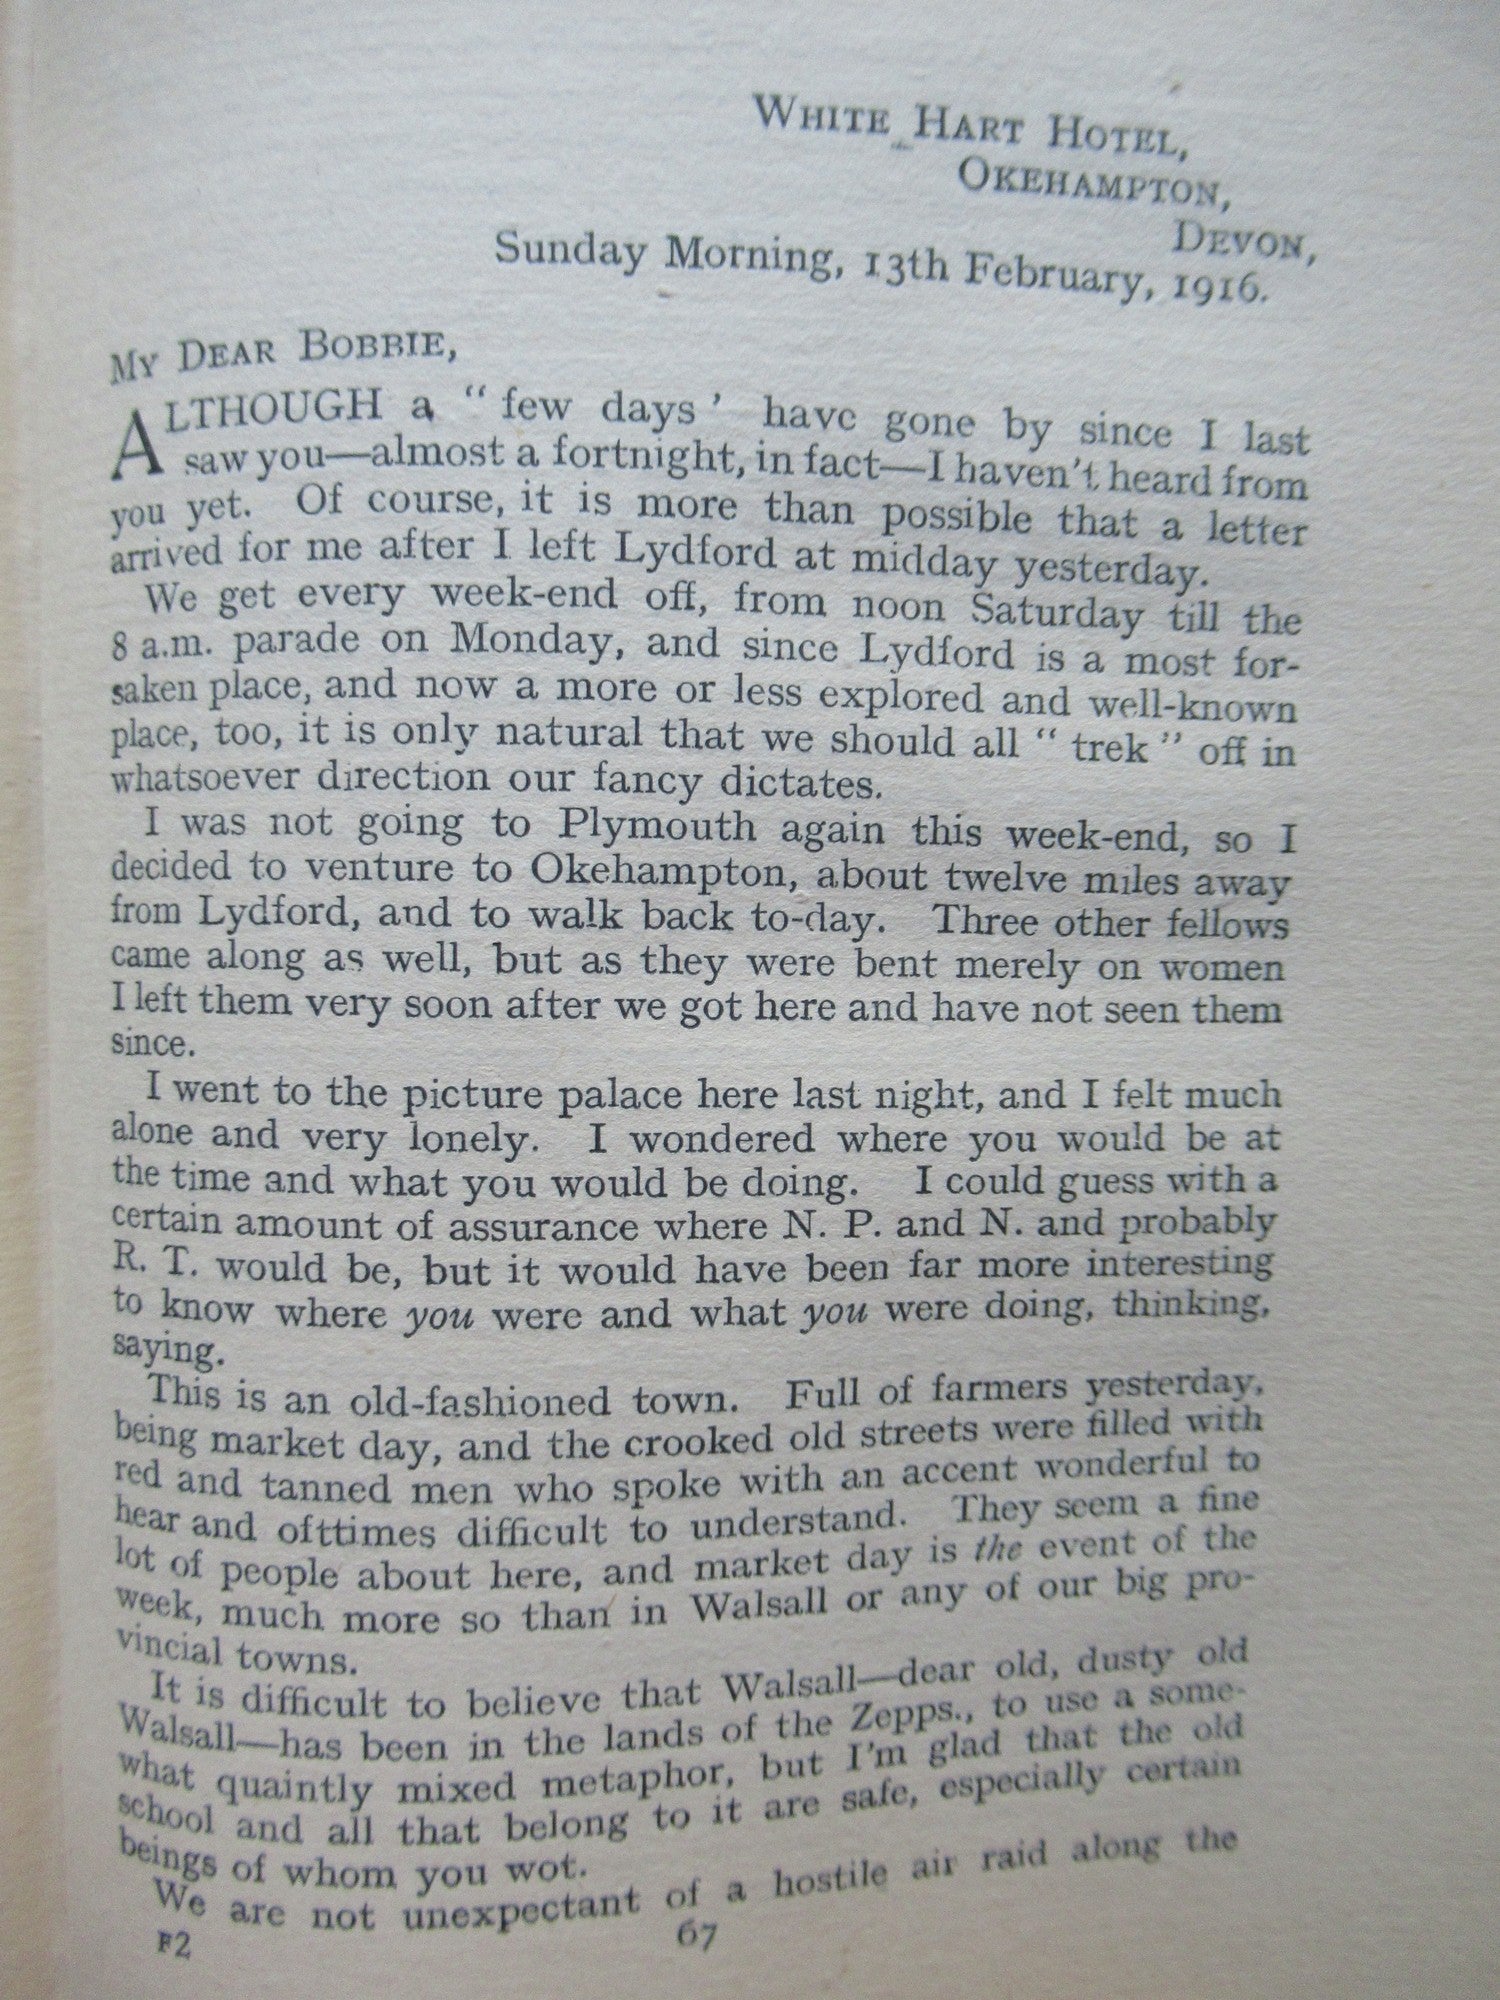 White Hart Hotel,
Okehampton,
Devon,
Sunday Morning, 13th February, 1916.
My Dear Bobbie,
ALTHOUGH a "few days' have gone by since I last
saw you—almost a fortnight, in fact—I haven't heard from
you yet. Of course, it is more than possible that a letter
arrived for me after I left Lydford at midday yesterday.
We get every week-end off, from noon Saturday till the
8 a.m. parade on Monday, and since Lydford is a most for-
saken place, and now a more or less explored and well-known
place, too, it is only natural that we should all "trek" off in
whatsoever direction our fancy dictates.
I was not going to Plymouth again this week-end, so I
decided to venture to Okehampton, about twelve miles away
from Lydford, and to walk back to-day. Three other fellows
came along as well, but as they were bent merely on women
I left them very soon after we got here and have not seen them
since.
I went to the picture palace here last night, and I felt much
alone and very lonely. I wondered where you would be at
the time and what you would be doing. I could guess with a
certain amount of assurance where N. P. and N. and probably
R. T. would be, but it would have been far more interesting
to know where you were and what you were doing, thinking,
saying.
This is an old-fashioned town. Full of farmers yesterday,
being market day, and the crooked old streets were filled with
red and tanned men who spoke with an accent wonderful to
hear and ofttimes difficult to understand. They seem a fine
lot of people about here, and market day is the event of the
week, much more so than in Walsall or any of our big pro-
vincial towns.
It is difficult to believe that Walsall—dear old, dusty old
Walsall—has been in the lands of the Zepps., to use a some-
what quaintly mixed metaphor, but I'm glad that the old
school and all that belong to it are safe, especially certain
beings of whom you wot.
We are not unexpectant of a hostile air raid along the
F2 67